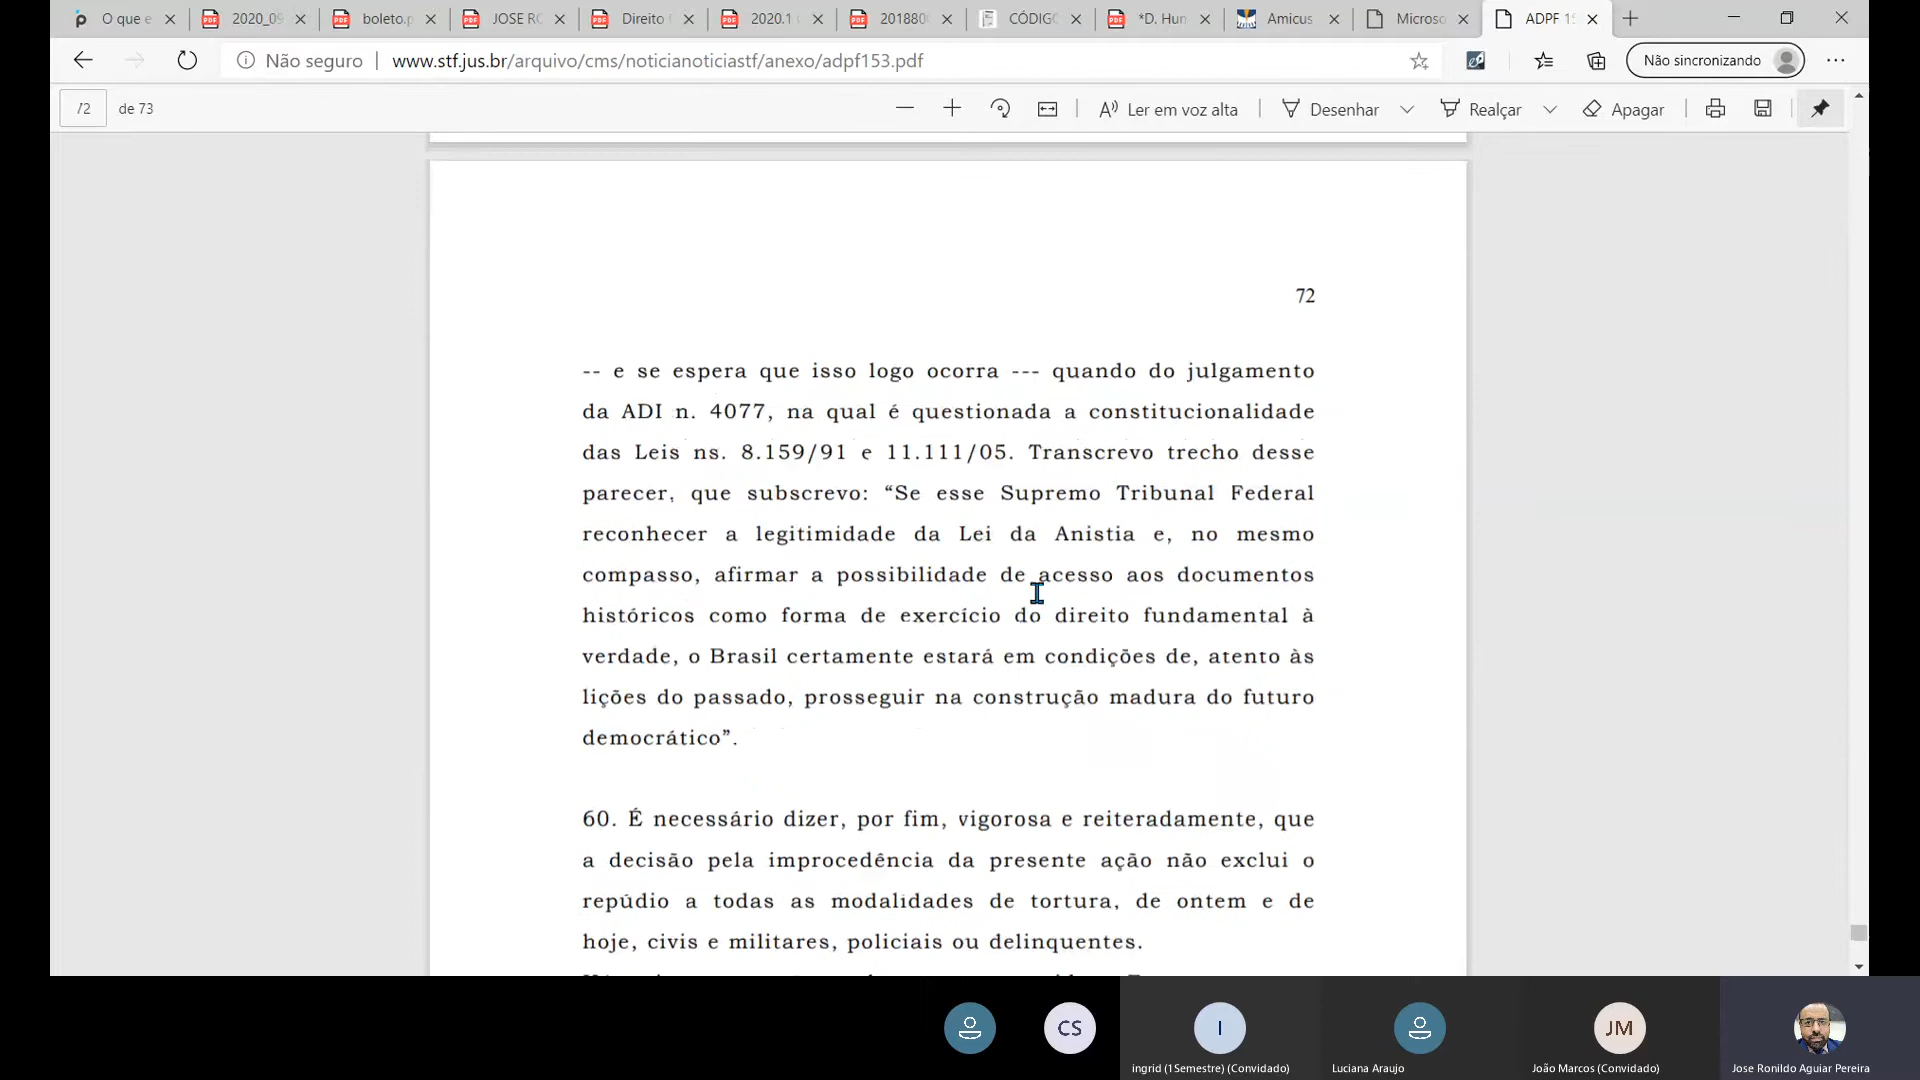 O que e
2020_09
boleto.p
JOSE RO
Direito
2020.1
201880
CÓDIGO
*D. Hun
Amicus
Microso
ADPF 15
Não seguro
www.stf.jus.br/arquivo/cms/noticianoticiastf/anexo/adpf153.pdf
Não sincronizando
72 de 73
Ler em voz alta
Desenhar
Realçar
Apagar
72
-- e se espera que isso logo ocorra --- quando do julgamento
da ADI n. 4077, na qual é questionada a constitucionalidade
das Leis ns. 8.159/91 e 11.111/05. Transcrevo trecho desse
parecer, que subscrevo: “Se esse Supremo Tribunal Federal
reconhecer a legitimidade da Lei da Anistia e, no mesmo
compasso, afirmar a possibilidade de acesso aos documentos
históricos como forma de exercício do direito fundamental à
verdade, o Brasil certamente estará em condições de, atento às
lições do passado, prosseguir na construção madura do futuro
democrático”.
60. É necessário dizer, por fim, vigorosa e reiteradamente, que
a decisão pela improcedência da presente ação não exclui o
repúdio a todas as modalidades de tortura, de ontem e de
hoje, civis e militares, policiais ou delinquentes.
CS
I
JM
ingrid (1Semestre) (Convidado)
Luciana Araujo
João Marcos (Convidado)
Jose Ronildo Aguiar Pereira